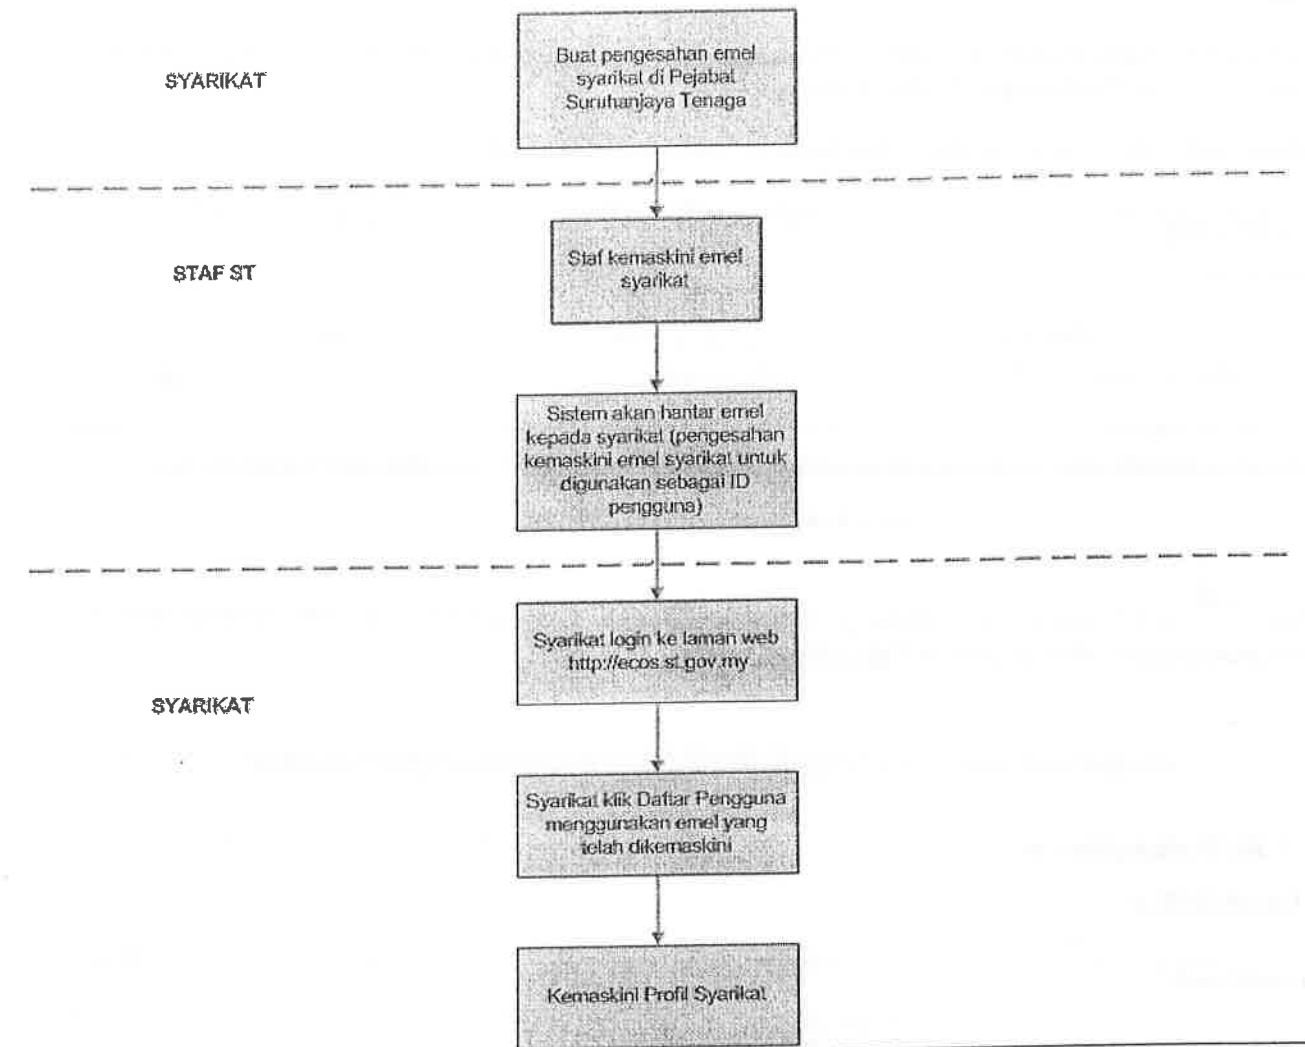 SYARIKAT
Buat pengesahan emel
syarikat di Pejabat
Suruhanjaya Tenaga
STAF ST
Staf kemaskini emel
syarikat
Sistem akan hantar emel
kepada syarikat (pengesahan
kemaskini emel syarikat untuk
digunakan sebagai ID
pengguna)
Syarikat login ke laman web
http://ecos.st.gov.my
SYARIKAT
Syarikat klik Daftar Pengguna
menggunakan emel yang
telah dikemaskini
Kemaskini Profil Syarikat